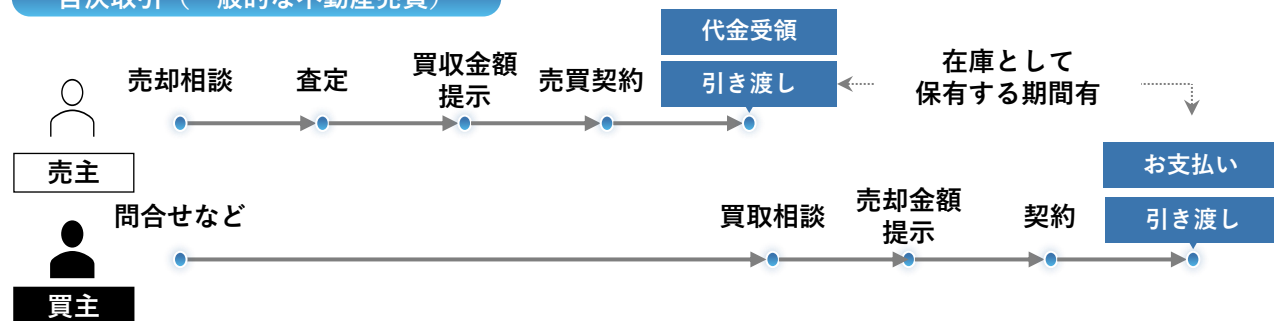 売却相談
査定
買収金額
提示
売買契約
代金受領
引き渡し
在庫として
保有する期間有
売主
お支払い
引き渡し
問合せなど
買取相談
売却金額
提示
契約
買主